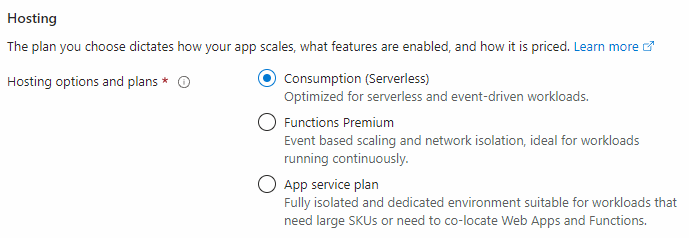 Hosting
The plan you choose dictates how your app scales, what features are enabled, and how it is priced. Learn more
Hosting options and plans *
Consumption (Serverless)
Optimized for serverless and event-driven workloads.
Functions Premium
Event based scaling and network isolation, ideal for workloads
running continuously.
App service plan
Fully isolated and dedicated environment suitable for workloads that
need large SKUs or need to co-locate Web Apps and Functions.